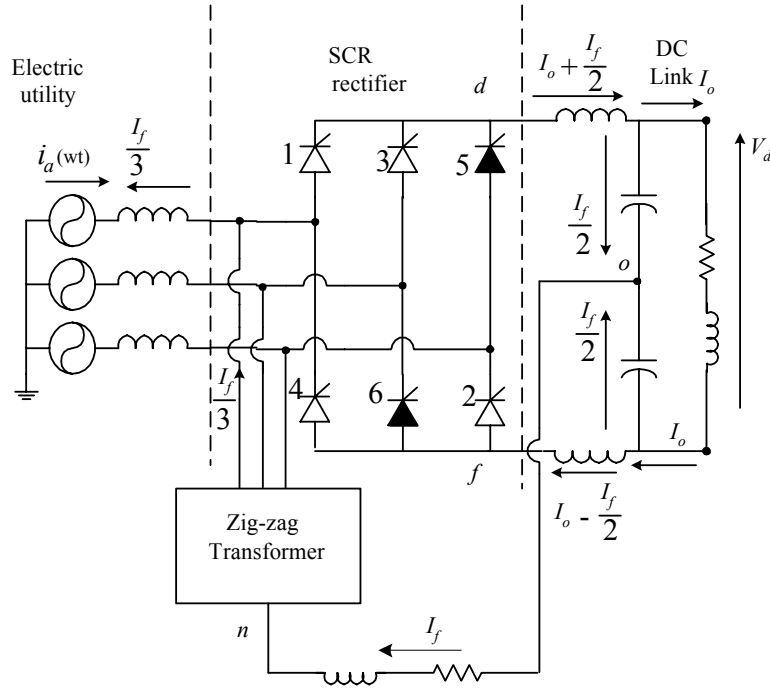 Electric
utility
SCR
rectifier
DC
Link
d
I_o + I_f/2
I_o
i_a (wt)
I_f/3
1
3
5
V_d
I_f/2
o
I_f/2
I_f/3
4
6
2
f
I_o
I_o - I_f/2
Zig-zag
Transformer
n
I_f